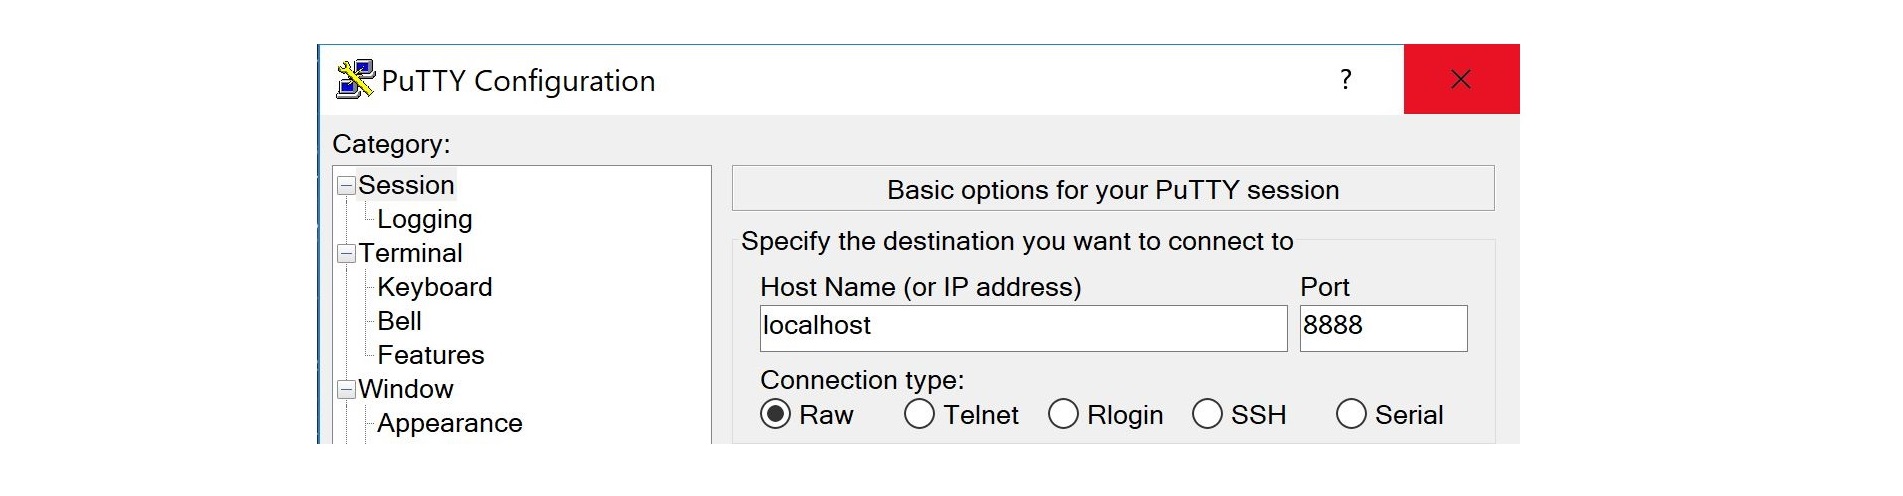 PuTTY Configuration
?
Category:
Session
Logging
Terminal
Keyboard
Bell
Features
Window
Appearance
Basic options for your PuTTY session
Specify the destination you want to connect to
Host Name (or IP address) Port
localhost 8888
Connection type:
Raw Telnet Rlogin SSH Serial